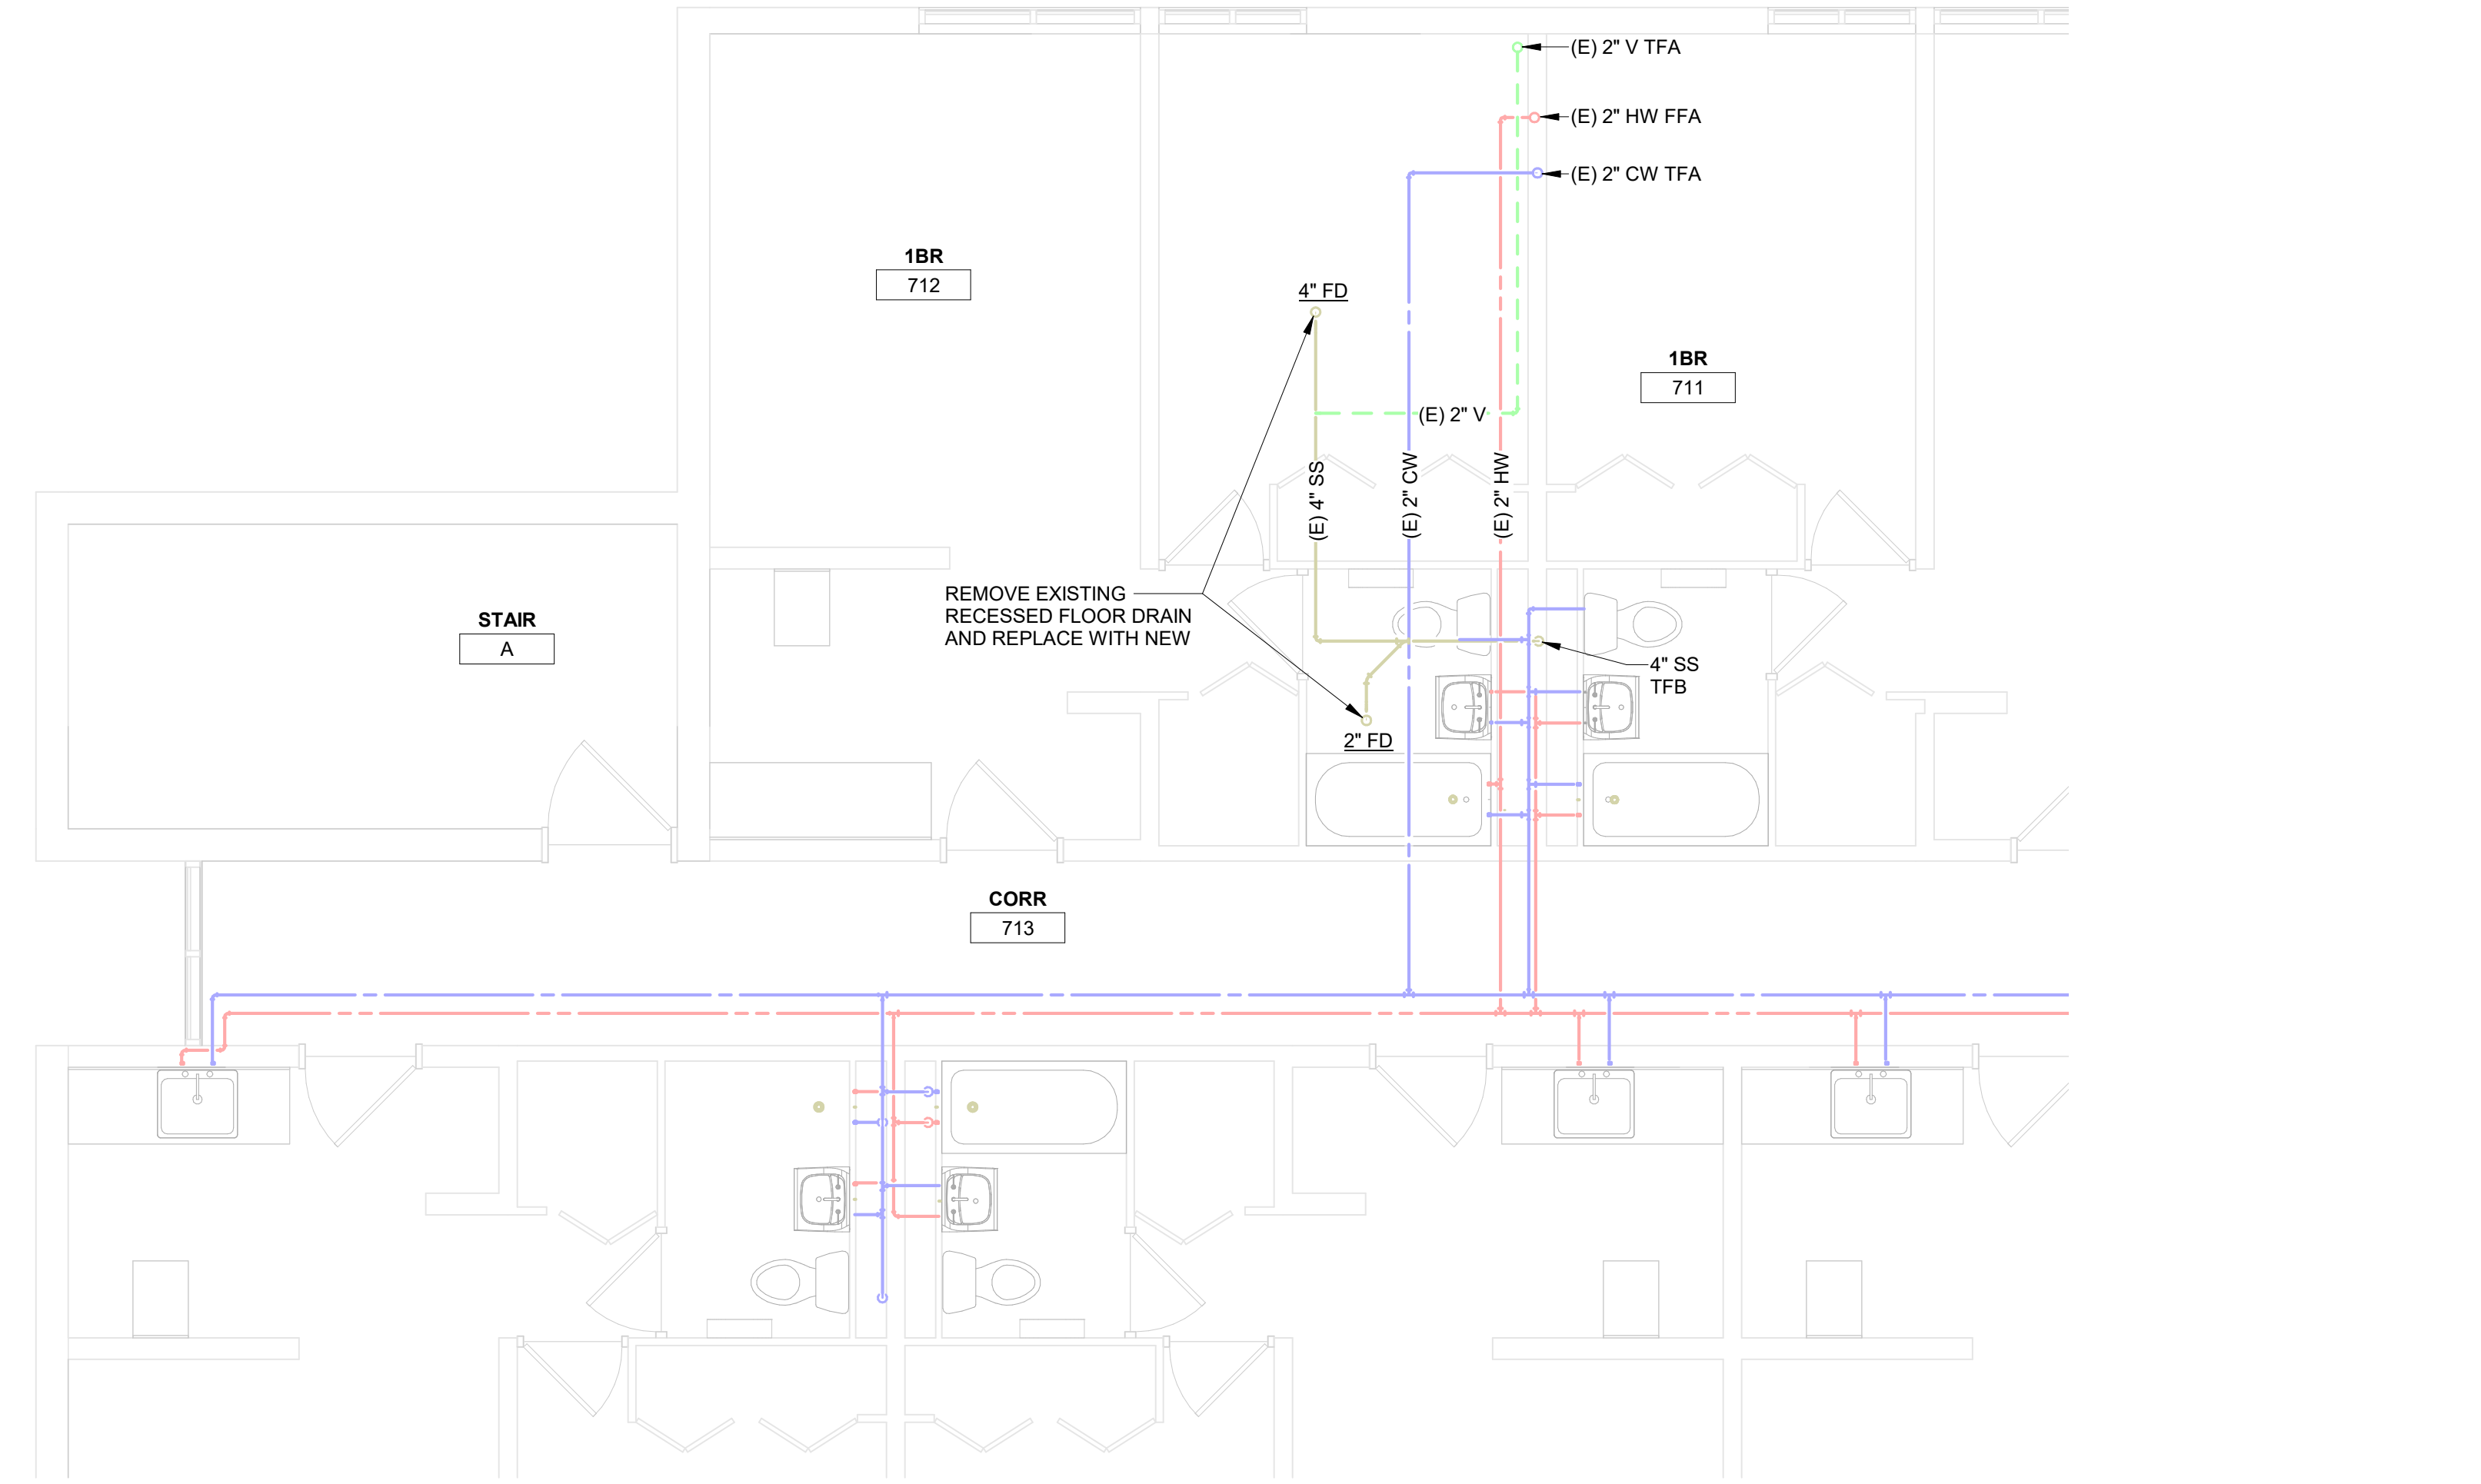 (E) 2" V TFA
(E) 2" HW FFA
(E) 2" CW TFA
1BR
712
4" FD
1BR
711
(E) 2" V
(E) 4" SS
(E) 2" CW
(E) 2" HW
REMOVE EXISTING
RECESSED FLOOR DRAIN
AND REPLACE WITH NEW
STAIR
A
4" SS
TFB
2" FD
CORR
713